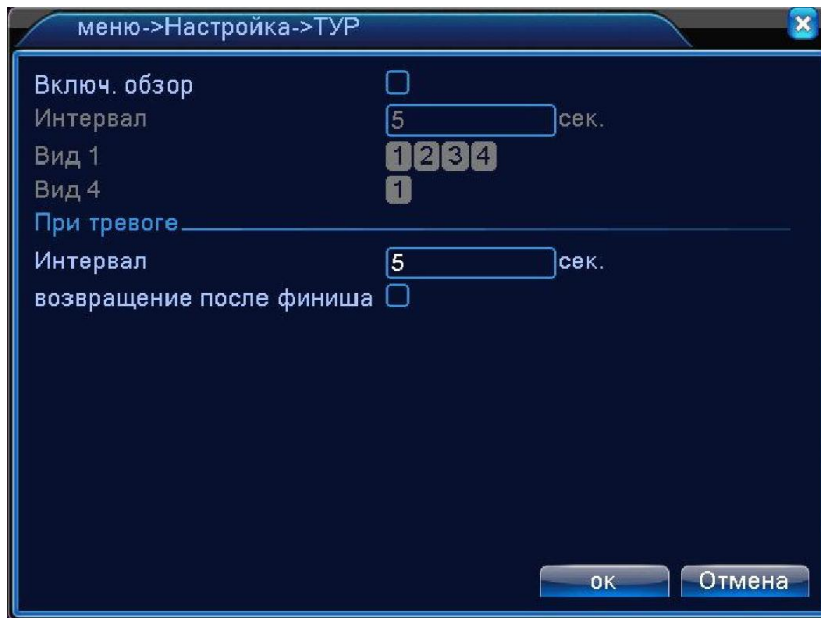 меню->Настройка->ТУР
Включ. обзор
Интервал 5 сек.
Вид 1 1 2 3 4
Вид 4 1
При тревоге
Интервал 5 сек.
возвращение после финиша
ок Отмена